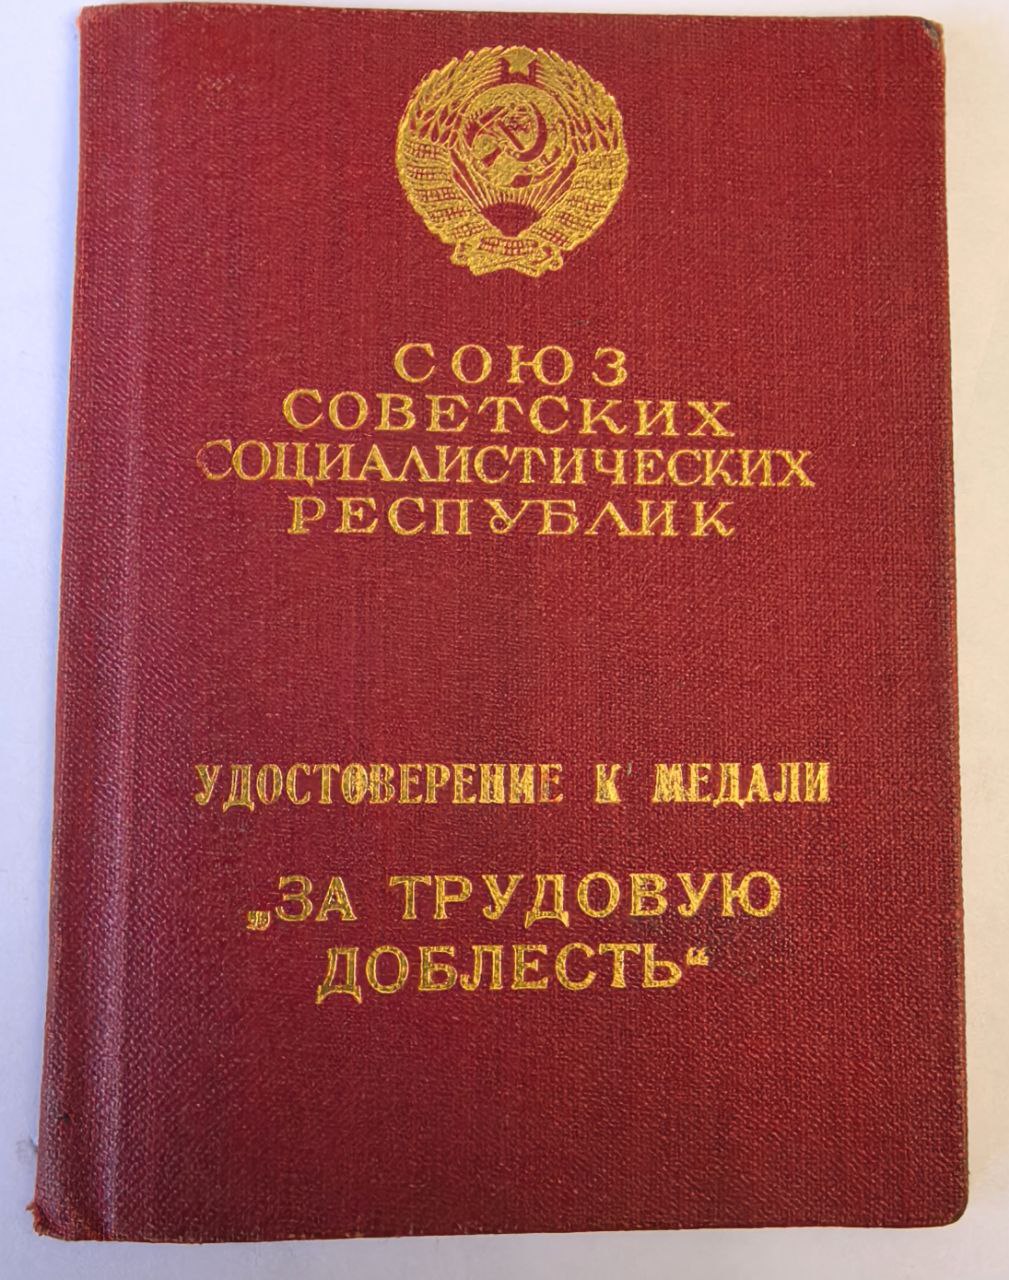 СОЮЗ
СОВЕТСКИХ
СОЦИАЛИСТИЧЕСКИХ
РЕСПУБЛИК
УДОСТОВЕРЕНИЕ К МЕДАЛИ
„ЗА ТРУДОВУЮ
ДОБЛЕСТЬ“